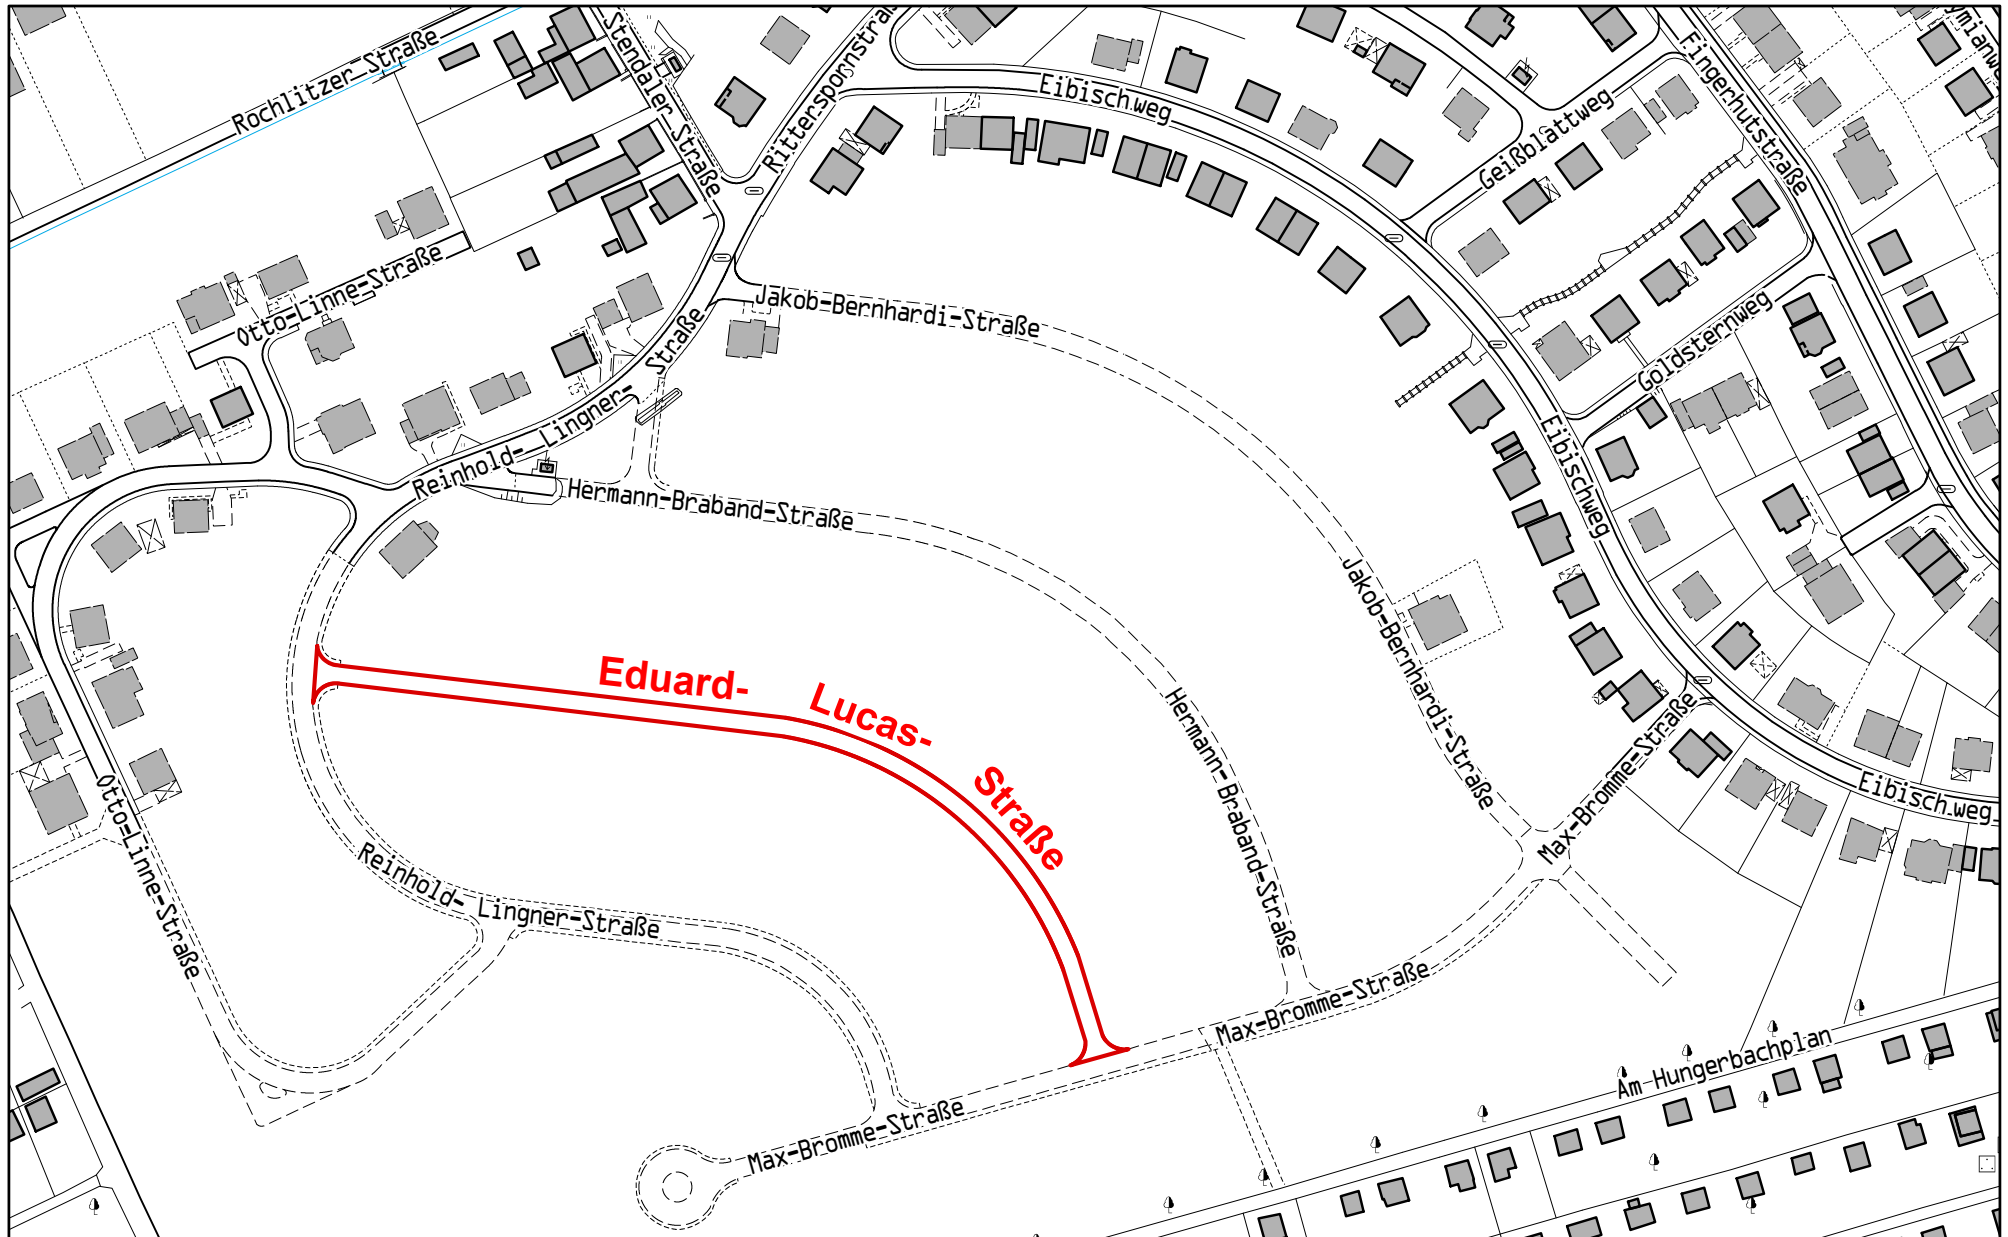 Rochlitzer Straße
Stendaler Straße
Ritterspornstraße
Eibischweg
Geißblattweg
Fingerhutstraße
Otto-Linne-Straße
Jakob-Bernhardi-Straße
Goldsternweg
Reinhold- Lingner- Straße
Hermann-Braband-Straße
Eibischweg
Jakob-Bernhardi-Straße
Eduard- Lucas- Straße
Hermann-Braband-Straße
Max-Bromme-Straße
Eibischweg
Otto-Linne-Straße
Reinhold- Lingner-Straße
Max-Bromme-Straße
Max-Bromme-Straße
Am Hungerbachplan